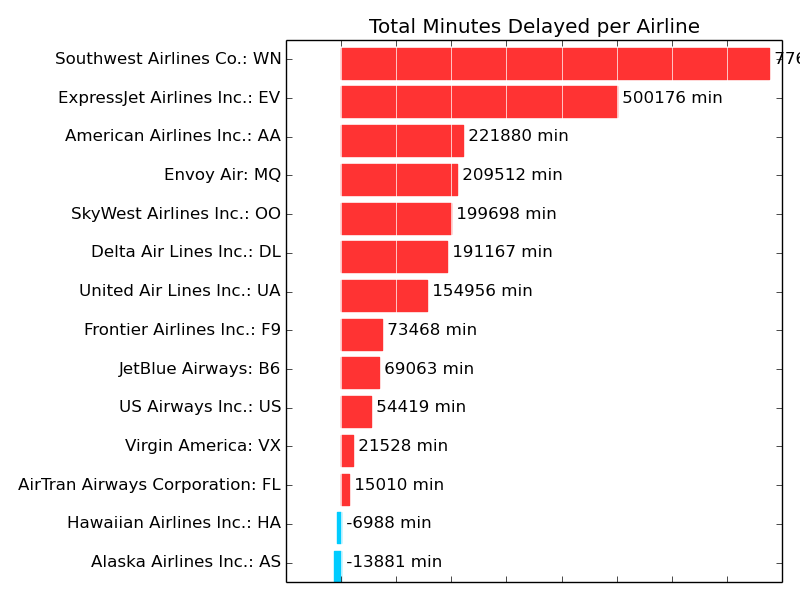 Total Minutes Delayed per Airline
Southwest Airlines Co.: WN 776
ExpressJet Airlines Inc.: EV 500176 min
American Airlines Inc.: AA 221880 min
Envoy Air: MQ 209512 min
SkyWest Airlines Inc.: OO 199698 min
Delta Air Lines Inc.: DL 191167 min
United Air Lines Inc.: UA 154956 min
Frontier Airlines Inc.: F9 73468 min
JetBlue Airways: B6 69063 min
US Airways Inc.: US 54419 min
Virgin America: VX 21528 min
AirTran Airways Corporation: FL 15010 min
Hawaiian Airlines Inc.: HA -6988 min
Alaska Airlines Inc.: AS -13881 min